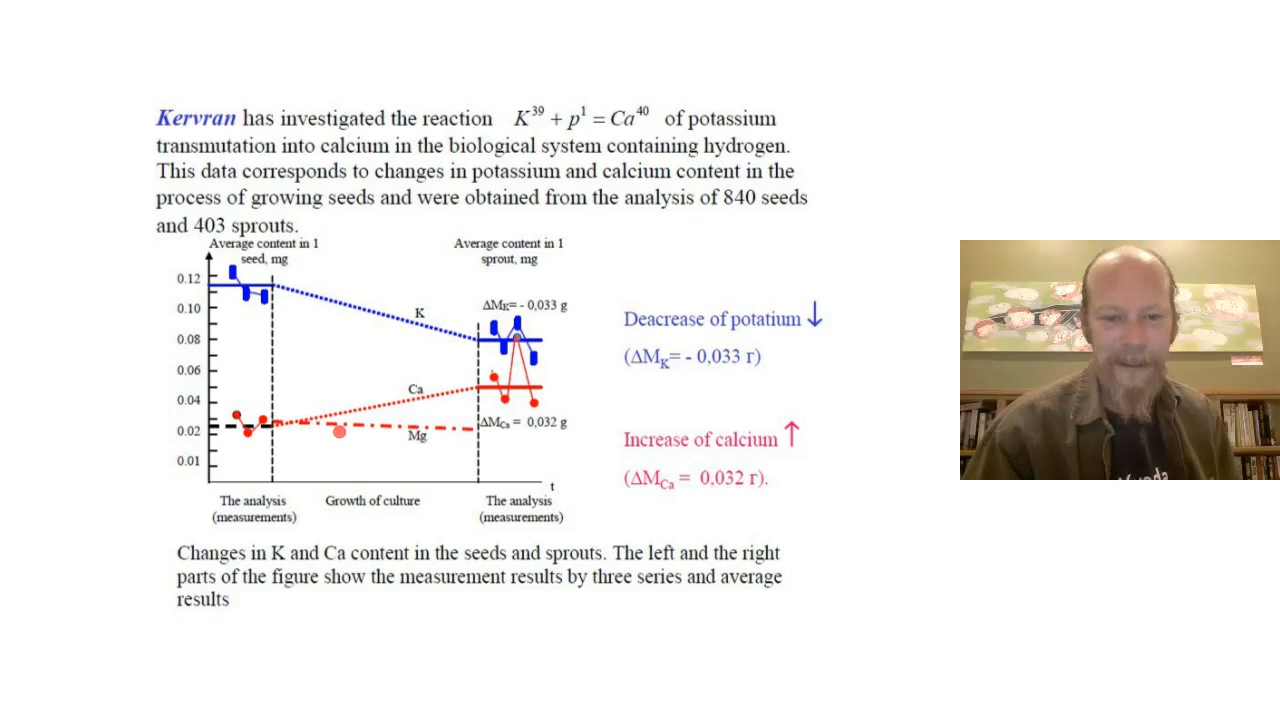 Kervran has investigated the reaction K³⁹ + p¹ = Ca⁴⁰ of potassium
transmutation into calcium in the biological system containing hydrogen.
This data corresponds to changes in potassium and calcium content in the
process of growing seeds and were obtained from the analysis of 840 seeds
and 403 sprouts.
Average content in 1
seed, mg
Average content in 1
sprout, mg
0.12
0.10
0.08
0.06
0.04
0.02
0.01
K
Ca
Mg
ΔMK= - 0,033 g
ΔMCa = 0,032 g
t
The analysis
(measurements)
Growth of culture
The analysis
(measurements)
Deacrease of potatium ↓
(ΔMK= - 0,033 г)
Increase of calcium ↑
(ΔMCa = 0,032 г).
Changes in K and Ca content in the seeds and sprouts. The left and the right
parts of the figure show the measurement results by three series and average
results